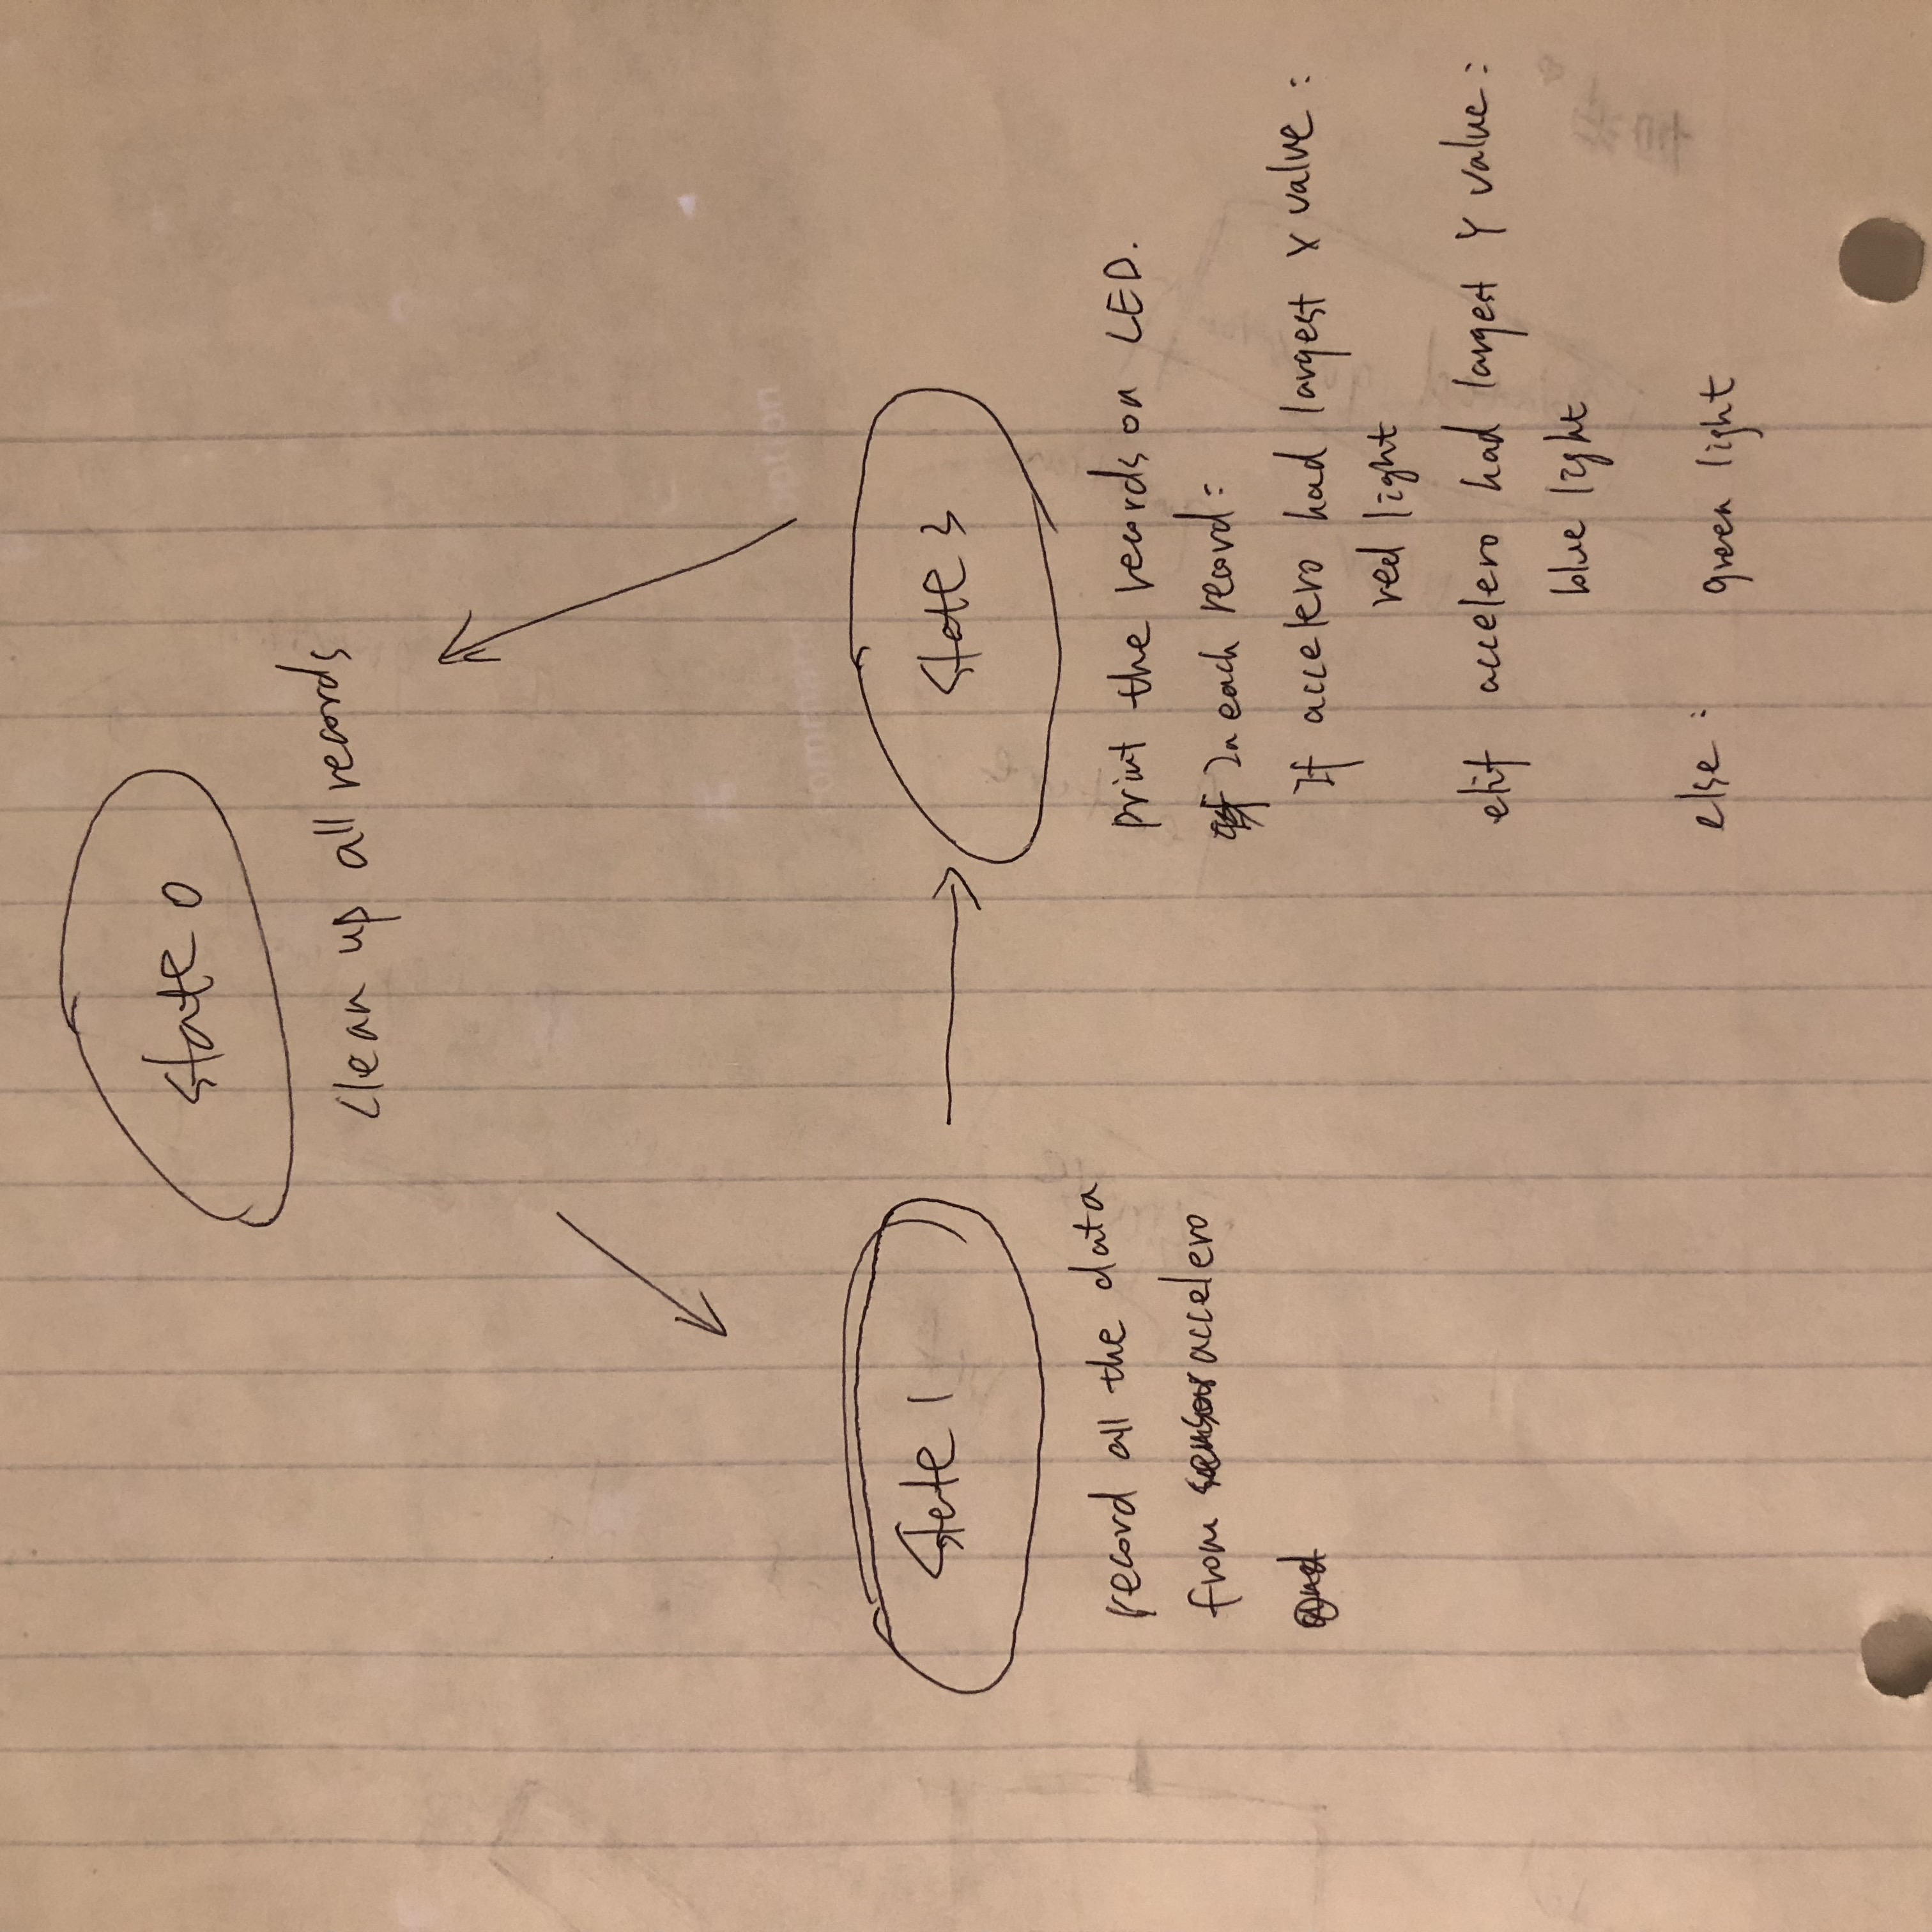 state 0
clean up all records
state 1
record all the data
from sensor accelero
and
state 3
print the records on LED.
In each record:
If accelero had largest X value:
red light
elif accelero had largest Y value:
blue light
else: green light
command option